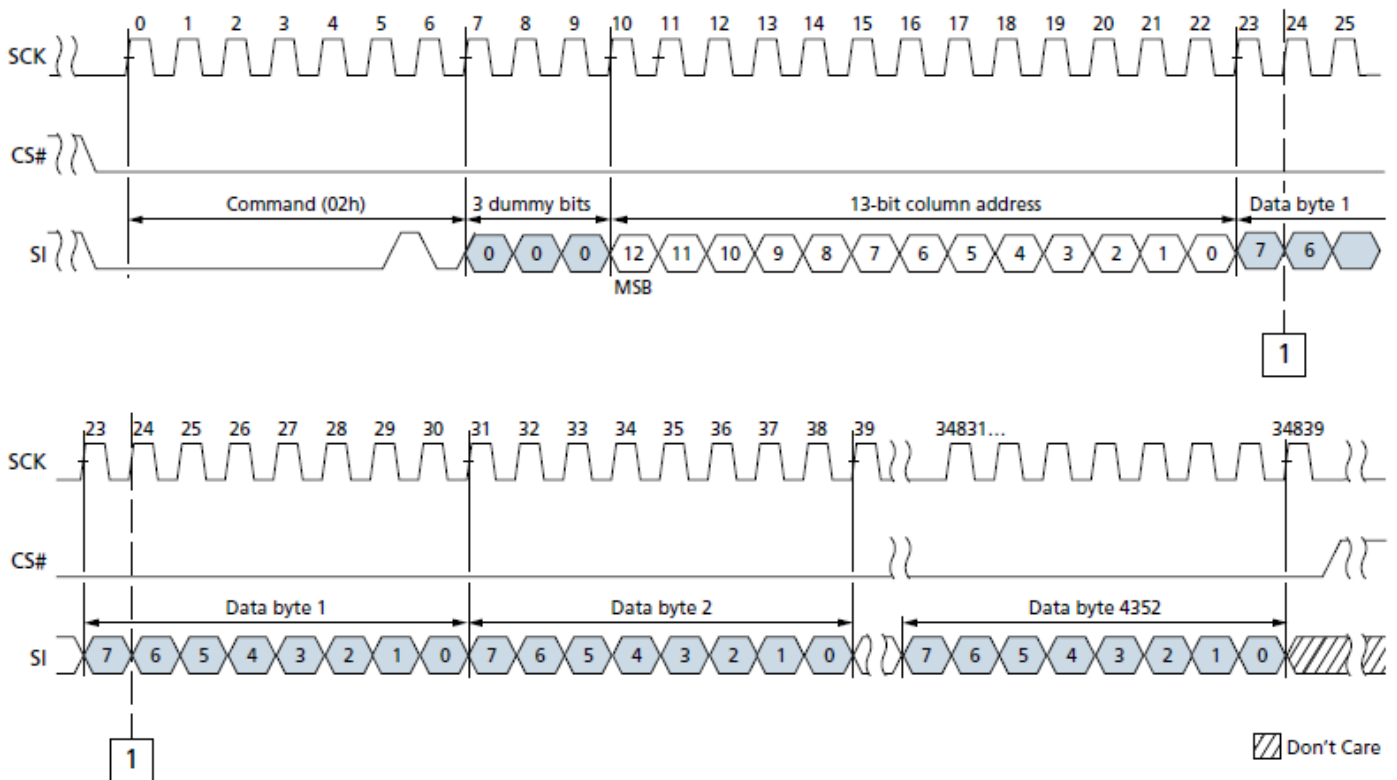 0 1 2 3 4 5 6 7 8 9 10 11 12 13 14 15 16 17 18 19 20 21 22 23 24 25
SCK
CS#
Command (02h) 3 dummy bits 13-bit column address Data byte 1
SI 0 0 0 12 11 10 9 8 7 6 5 4 3 2 1 0 7 6
MSB
1
23 24 25 26 27 28 29 30 31 32 33 34 35 36 37 38 39 34831... 34839
SCK
CS#
Data byte 1 Data byte 2 Data byte 4352
SI 7 6 5 4 3 2 1 0 7 6 5 4 3 2 1 0 7 6 5 4 3 2 1 0
1
Don't Care